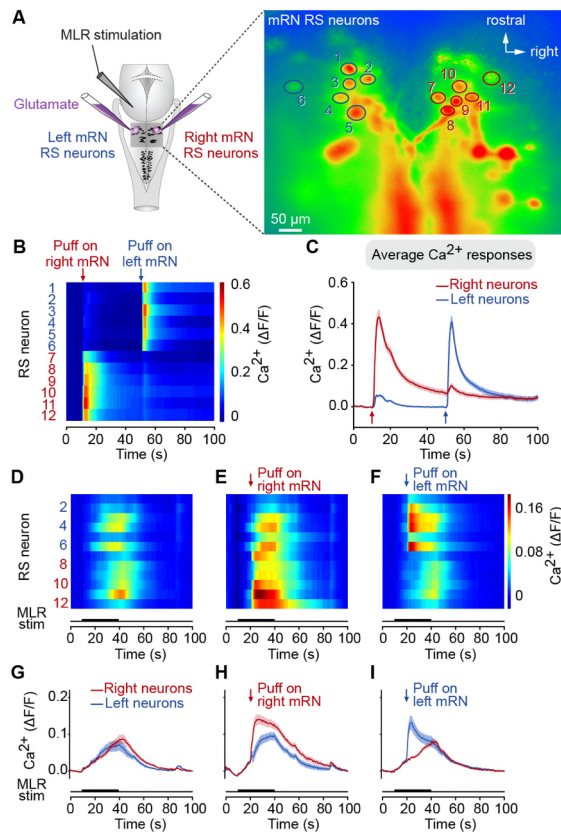 A
MLR stimulation
Glutamate
Left mRN
RS neurons
Right mRN
RS neurons
mRN RS neurons
rostral
right
1
2
3
4
5
6
7
8
9
10
11
12
50 µm
B
Puff on
right mRN
Puff on
left mRN
RS neuron
1
2
3
4
5
6
7
8
9
10
11
12
0 20 40 60 80 100
Time (s)
0.6
0.4
0.2
0
Ca2+ (ΔF/F)
C
Average Ca2+ responses
Right neurons
Left neurons
Ca2+
(ΔF/F)
0.6
0.4
0.2
0.0
0 20 40 60 80 100
Time (s)
D
RS neuron
2
4
6
8
10
12
MLR
stim
0 20 40 60 80 100
Time (s)
E
Puff on
right mRN
0 20 40 60 80 100
Time (s)
F
Puff on
left mRN
0.16
0.08
0.00
Ca2+ (ΔF/F)
0 20 40 60 80 100
Time (s)
G
Right neurons
Left neurons
Ca2+ (ΔF/F)
0.2
0.1
0.0
MLR
stim
0 20 40 60 80 100
Time (s)
H
Puff on
right mRN
0 20 40 60 80 100
Time (s)
I
Puff on
left mRN
0 20 40 60 80 100
Time (s)